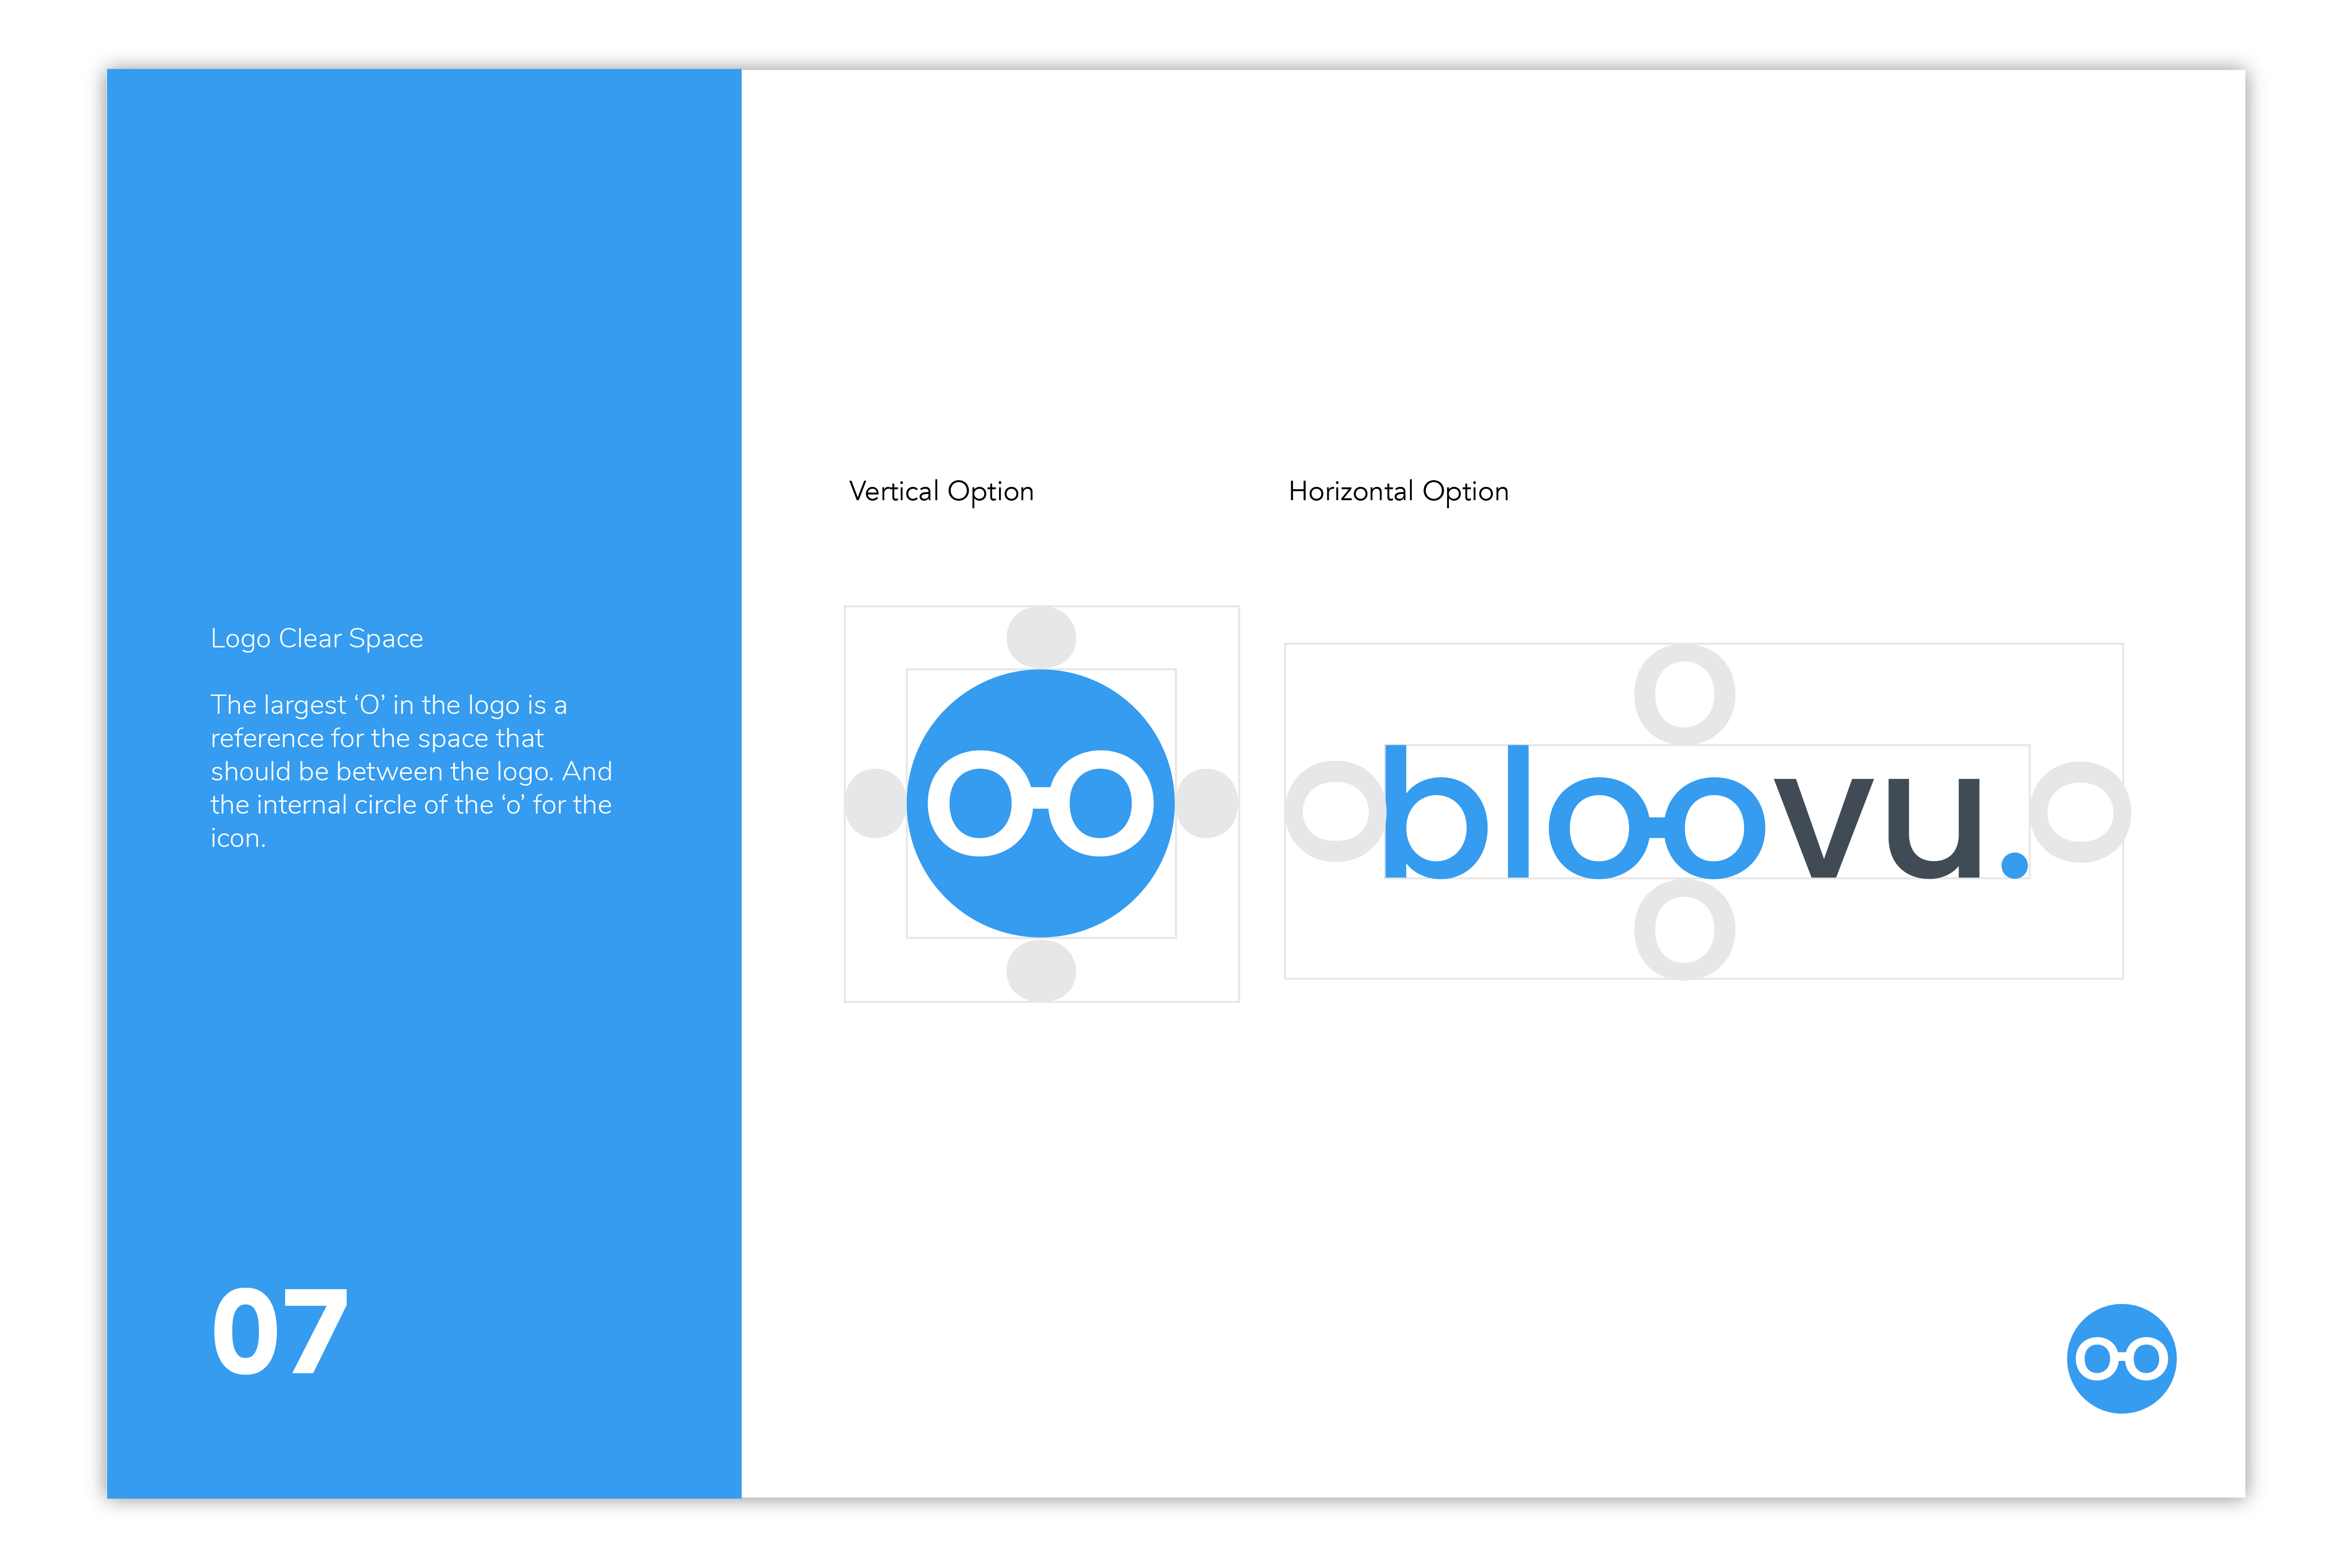 Logo Clear Space
The largest ‘O’ in the logo is a
reference for the space that
should be between the logo. And
the internal circle of the ‘o’ for the
icon.
07
Vertical Option
Horizontal Option
bloovu.